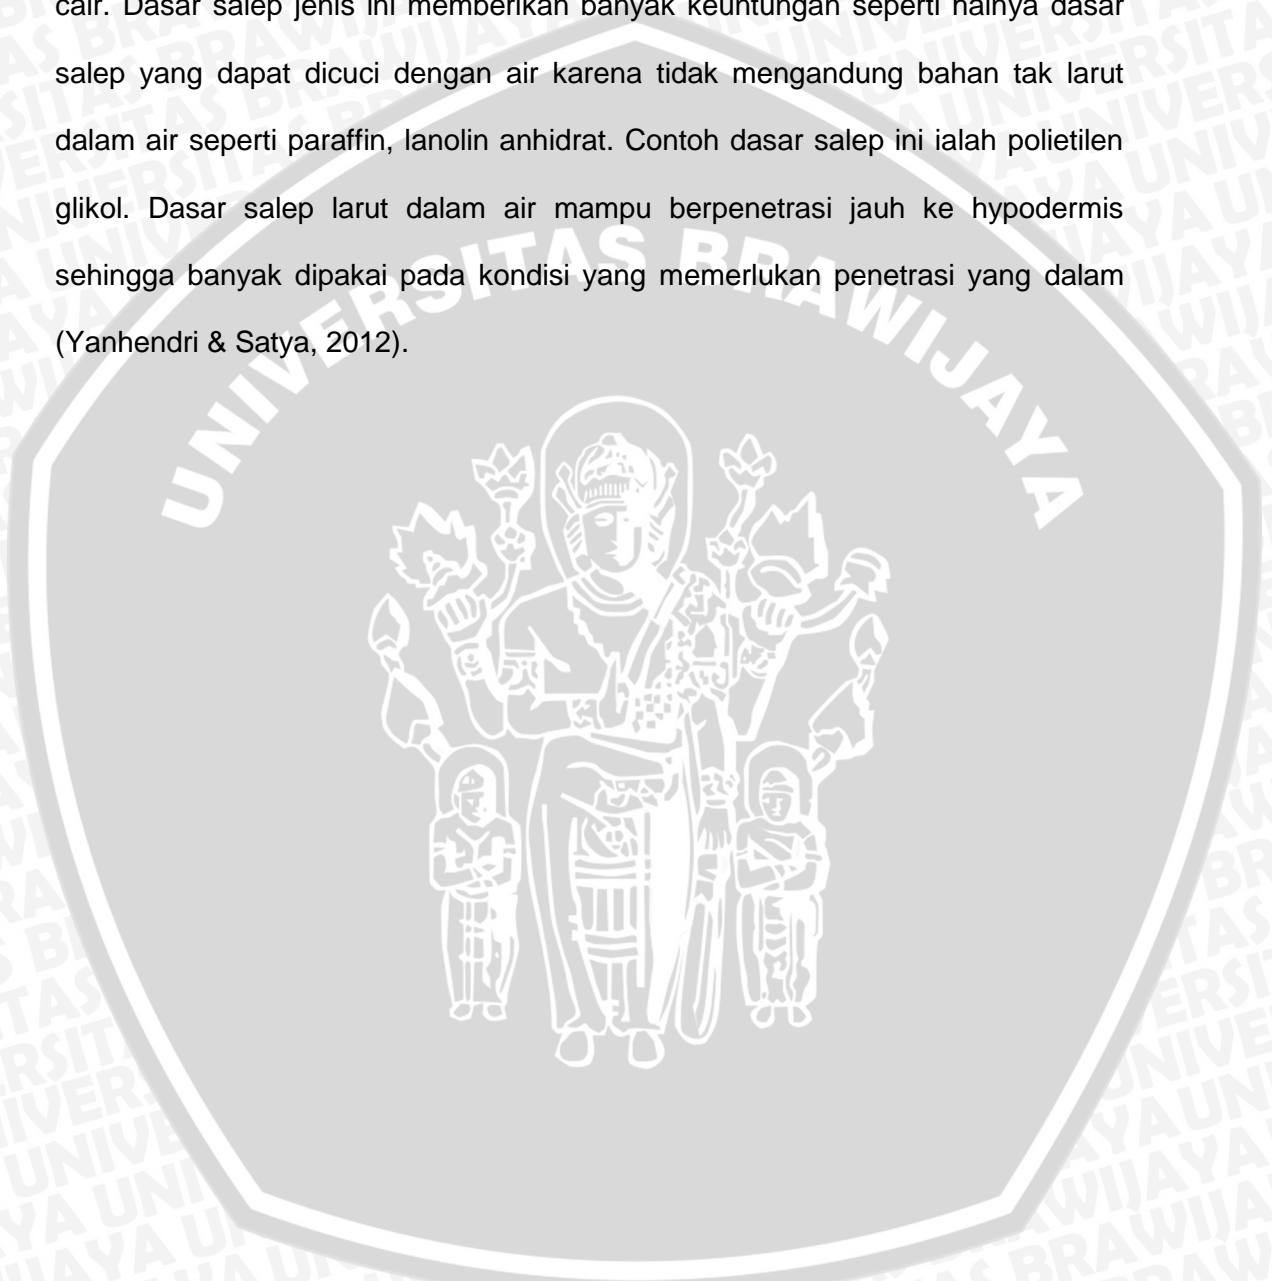 cair. Dasar salep jenis ini memberikan banyak keuntungan seperti halnya dasar
salep yang dapat dicuci dengan air karena tidak mengandung bahan tak larut
dalam air seperti paraffin, lanolin anhidrat. Contoh dasar salep ini ialah polietilen
glikol. Dasar salep larut dalam air mampu berpenetrasi jauh ke hypodermis
sehingga banyak dipakai pada kondisi yang memerlukan penetrasi yang dalam
(Yanhendri & Satya, 2012).
UNIVERSITAS BRAWIJAYA